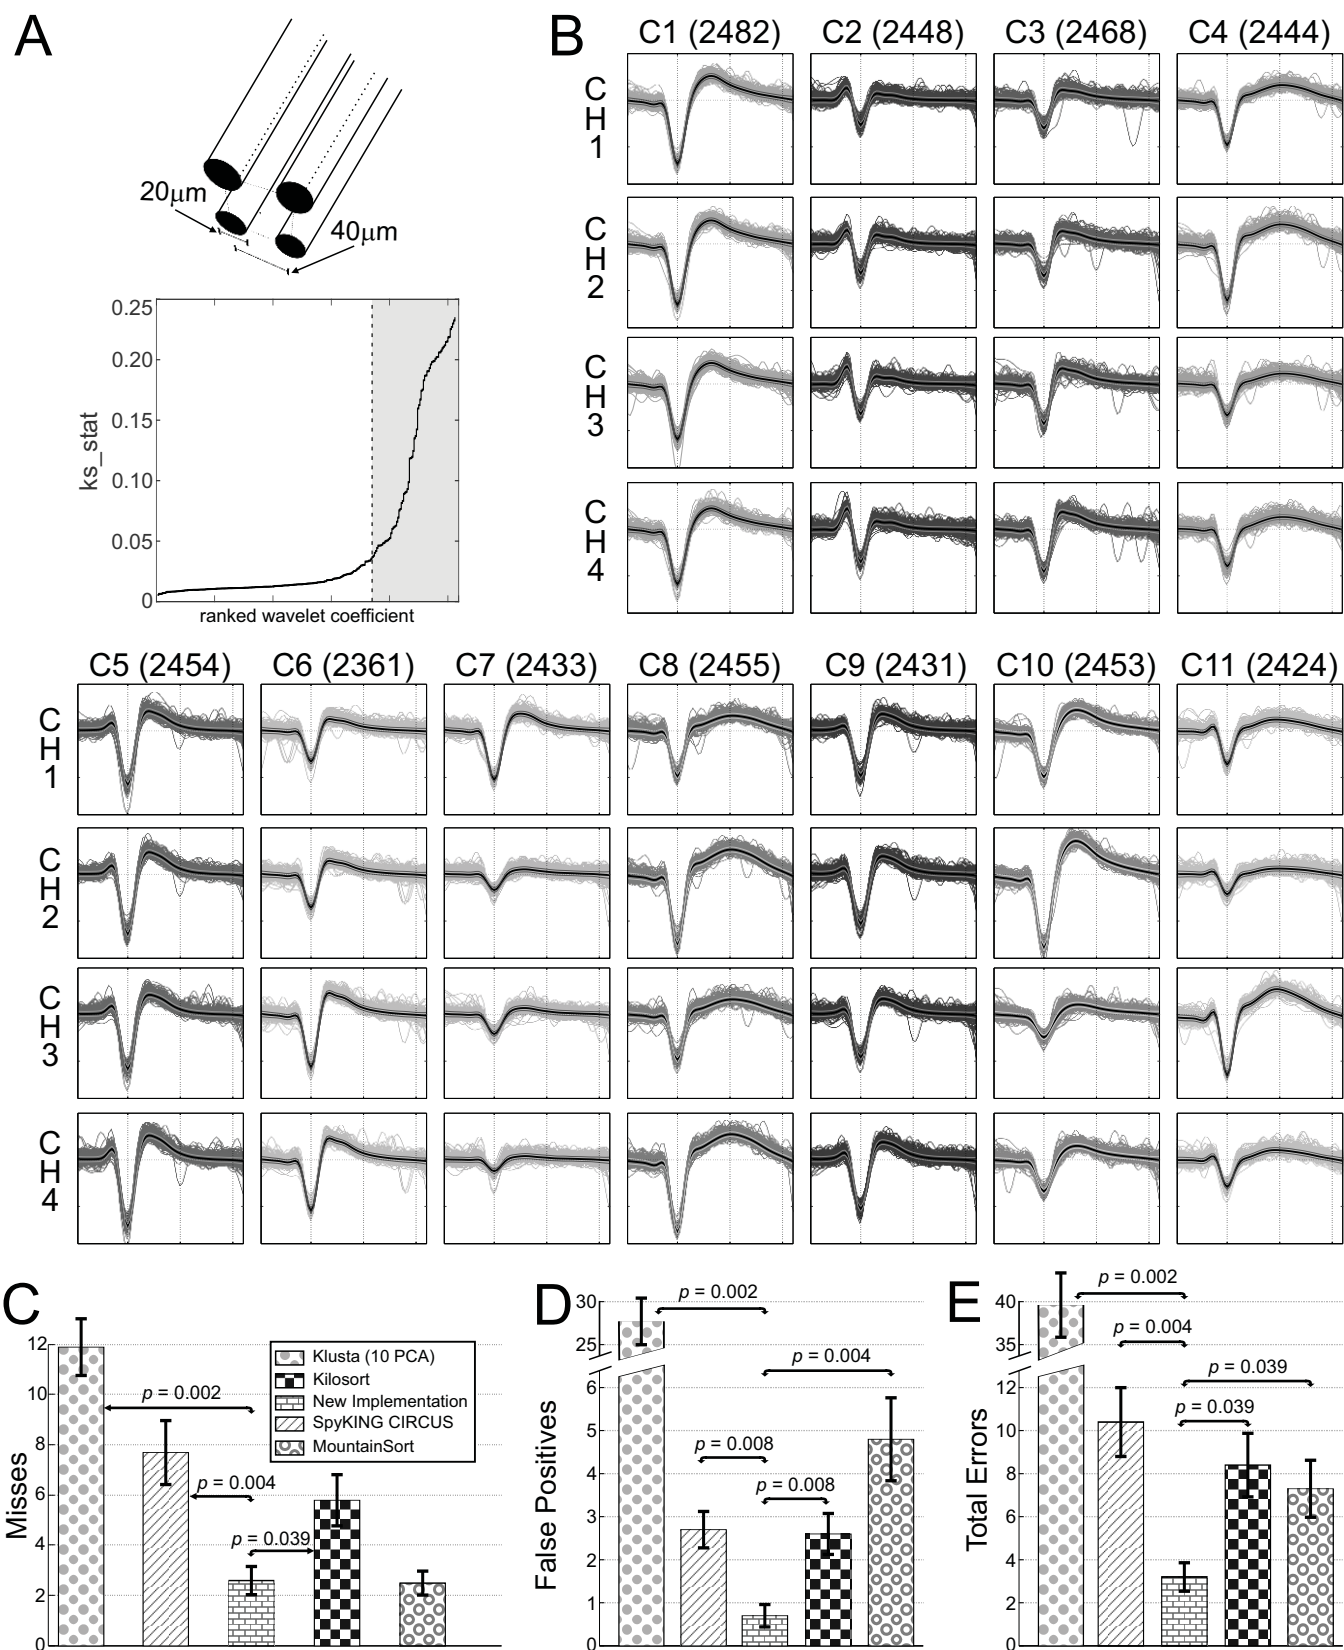 A
20μm
40μm
0.25
0.20
0.15
0.10
0.05
0
ks_stat
ranked wavelet coefficient
B
C1 (2482) C2 (2448) C3 (2468) C4 (2444)
CH1
CH2
CH3
CH4
C5 (2454) C6 (2361) C7 (2433) C8 (2455) C9 (2431) C10 (2453) C11 (2424)
CH1
CH2
CH3
CH4
C
Misses
12
10
8
6
4
2
0
p = 0.002
p = 0.004
p = 0.039
Klusta (10 PCA)
Kilosort
New Implementation
SpyKING CIRCUS
MountainSort
D
False Positives
30
25
6
5
4
3
2
1
0
p = 0.002
p = 0.004
p = 0.008
p = 0.008
E
Total Errors
40
35
12
10
8
6
4
2
0
p = 0.002
p = 0.004
p = 0.039
p = 0.039